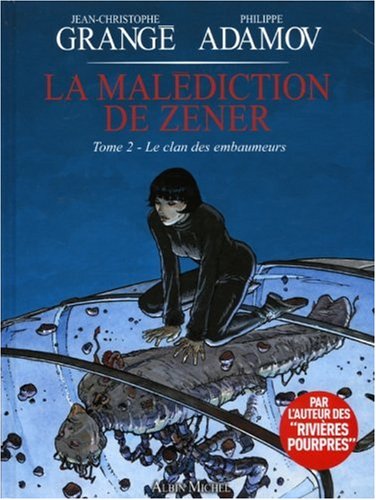 JEAN-CHRISTOPHE PHILIPPE
GRANGÉ ADAMOV
LA MALÉDICTION
DE ZENER
Tome 2 - Le clan des embaumeurs
PAR
L'AUTEUR DES
"RIVIÈRES
POURPRES"
ALBIN MICHEL